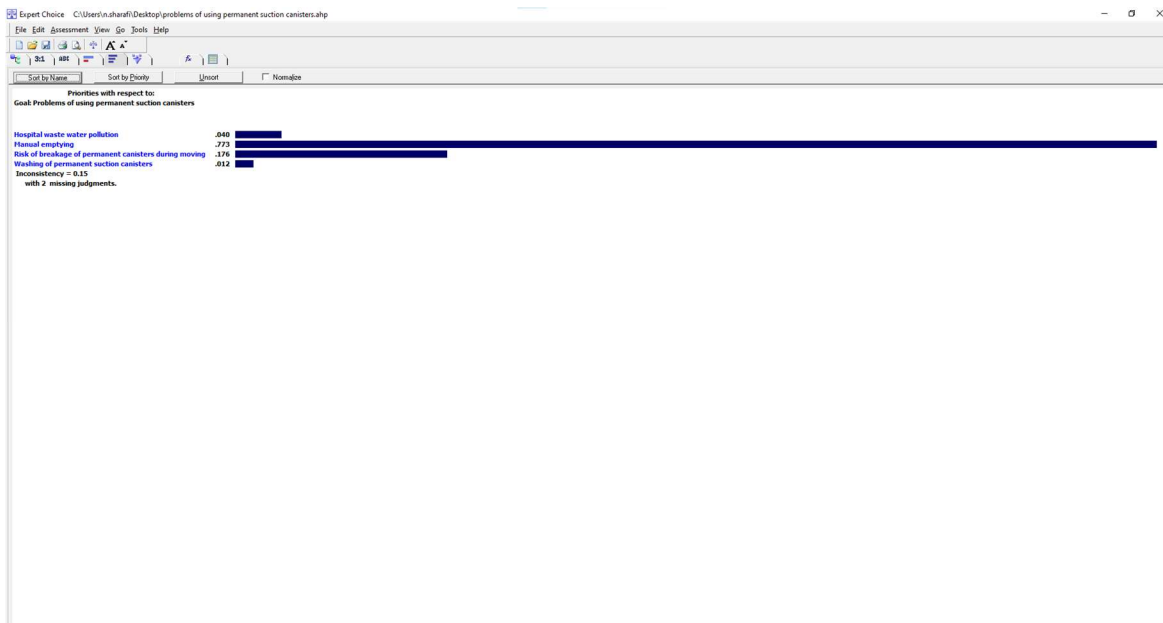 Expert Choice C:\Users\n.sharafi\Desktop\problems of using permanent suction canisters.ahp
File Edit Assessment View Go Tools Help
A A
3:1 ABC
Sort by Name Sort by Priority Unsort Normalize
Priorities with respect to:
Goal: Problems of using permanent suction canisters
Hospital waste water pollution .040
Manual emptying .773
Risk of breakage of permanent canisters during moving .176
Washing of permanent suction canisters .012
Inconsistency = 0.15
with 2 missing judgments.